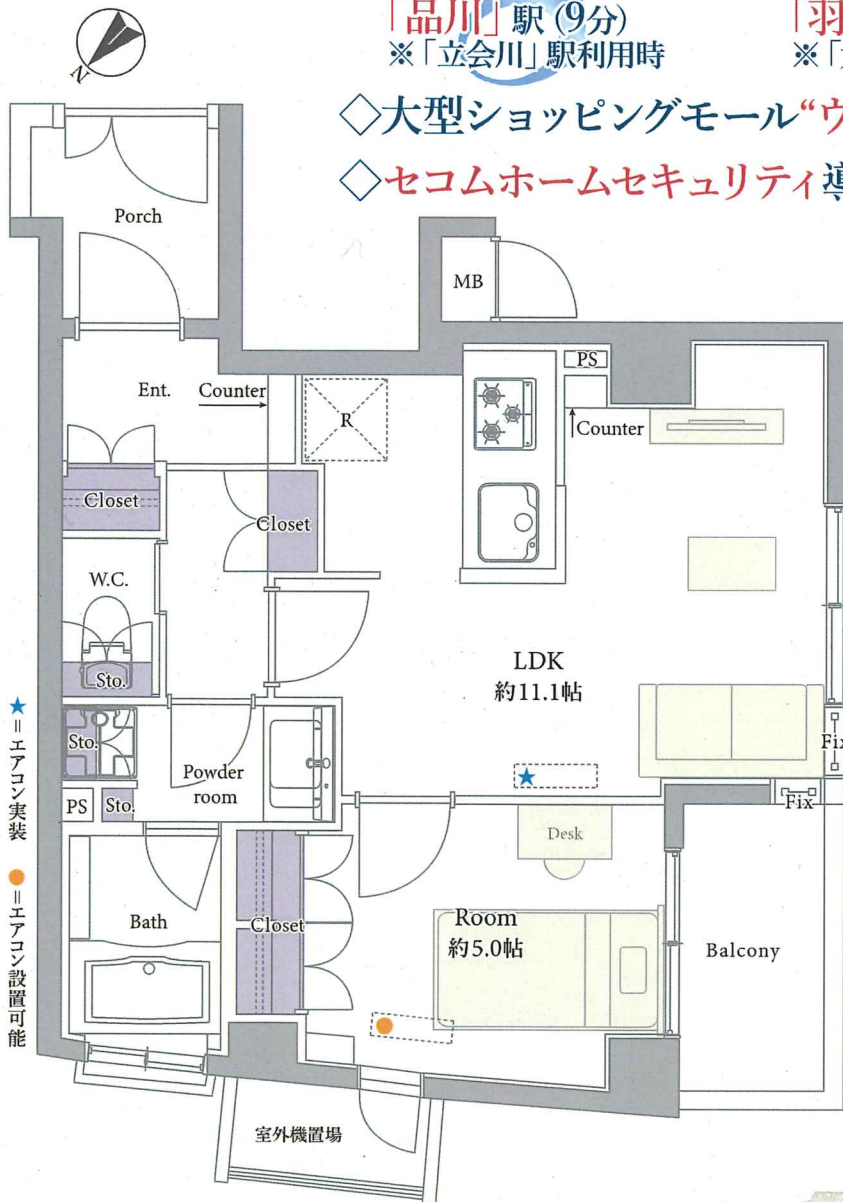 「品川」駅(9分)
※「立会川」駅利用時
「羽
※「
◇大型ショッピングモール“ウ
◇セコムホームセキュリティ導
N
Porch
MB
PS
Ent.
Counter
R
Counter
Closet
Closet
W.C.
Sto.
LDK
約11.1帖
Sto.
Powder
room
Fix
PS
Sto.
Fix
Desk
Bath
Closet
Room
約5.0帖
Balcony
室外機置場
★=エアコン実装
●=エアコン設置可能